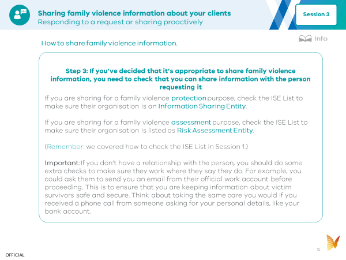 Sharing family violence information about your clients
Responding to a request or sharing proactively
Session 3
Info
How to share family violence information.
Step 3: If you've decided that it's appropriate to share family violence
information, you need to check that you can share information with the person
requesting it
If you are sharing for a family violence protection purpose, check the ISE List to
make sure their organisation is an Information Sharing Entity.
If you are sharing for a family violence assessment purpose, check the ISE List to
make sure their organisation is listed as Risk Assessment Entity.
(Remember: we covered how to check the ISE List in Session 1.)
Important: If you don't have a relationship with the person, you should do some
extra checks to make sure they work where they say they do. For example, you
could ask them to send you an email from their official work account before
proceeding. This is to ensure that you are keeping information about victim
survivors safe and secure. Think about taking the same care you would if you
received a phone call from someone asking for your personal details, like your
bank account.
OFFICIAL